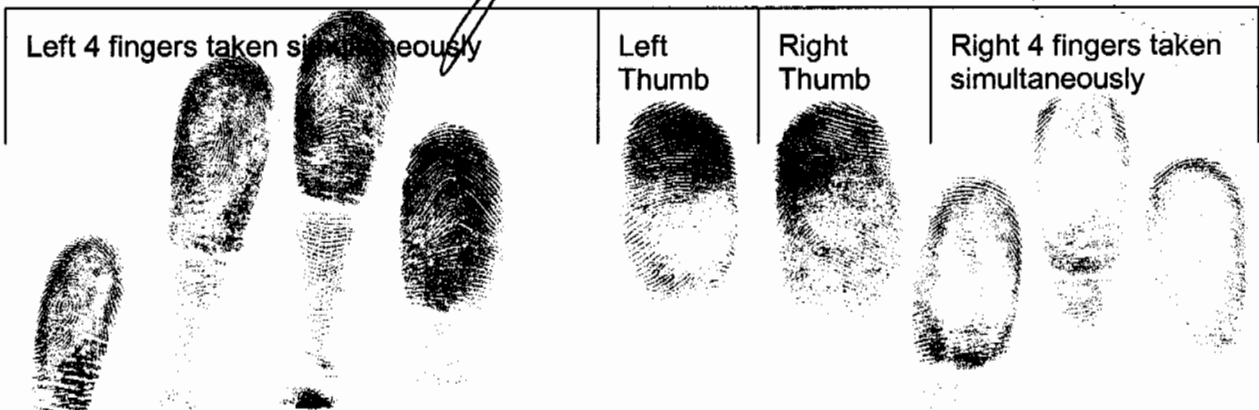 Left 4 fingers taken simultaneously
Left
Thumb
Right
Thumb
Right 4 fingers taken
simultaneously